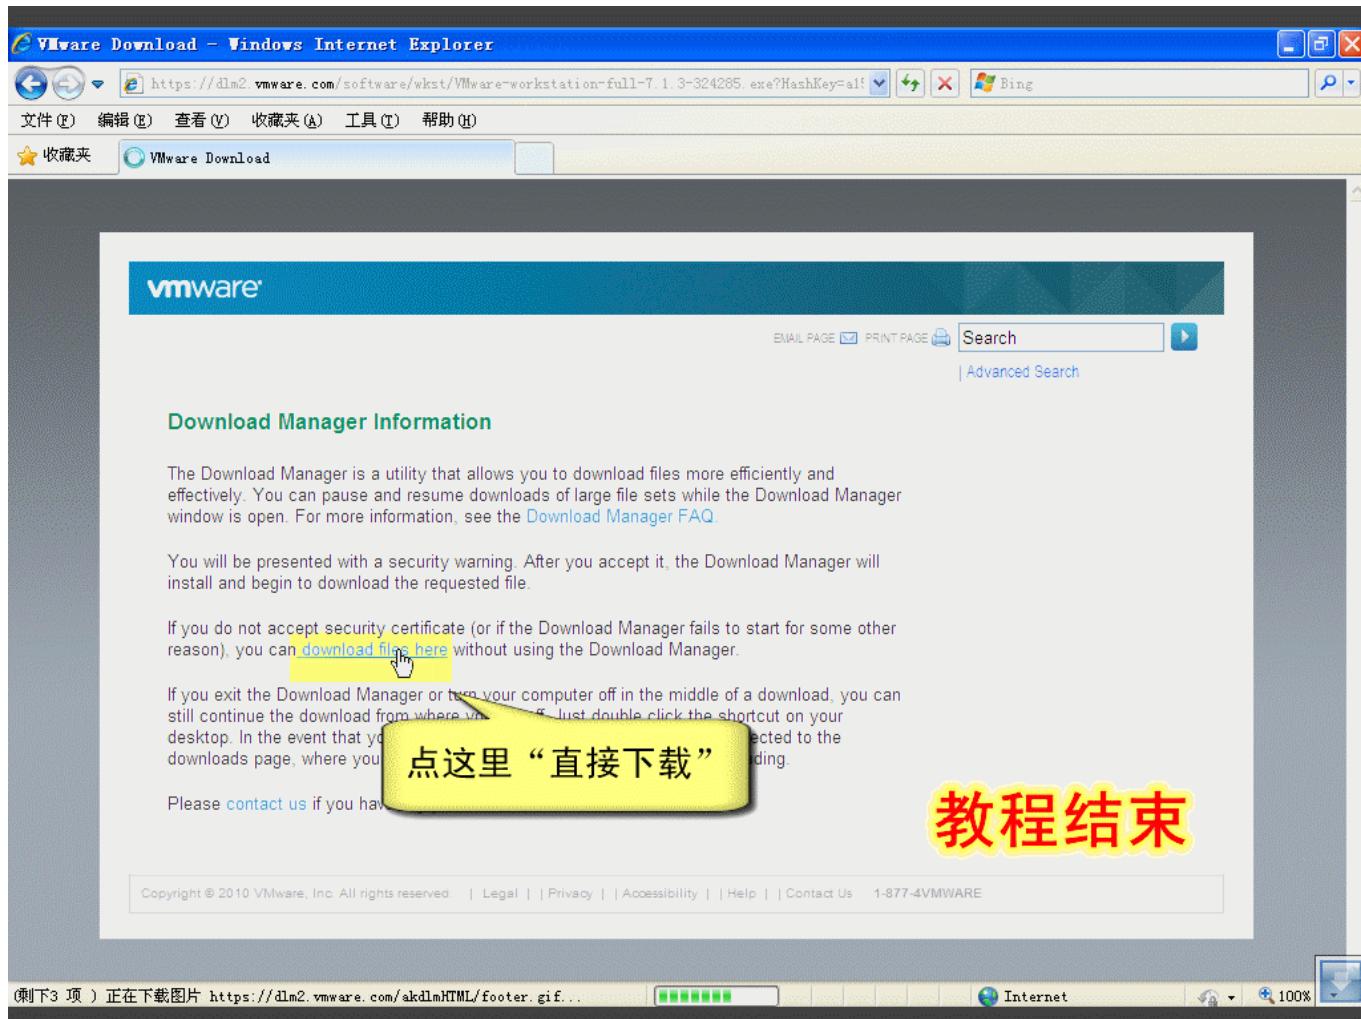 VMware Download - Windows Internet Explorer
https://dlm2.vmware.com/software/wkst/VMware-workstation-full-7.1.3-324285.exe?HashKey=a1
Bing
文件(F) 编辑(E) 查看(V) 收藏夹(A) 工具(T) 帮助(H)
收藏夹 VMware Download
vmware
EMAIL PAGE PRINT PAGE Search
| Advanced Search
Download Manager Information
The Download Manager is a utility that allows you to download files more efficiently and
effectively. You can pause and resume downloads of large file sets while the Download Manager
window is open. For more information, see the Download Manager FAQ.
You will be presented with a security warning. After you accept it, the Download Manager will
install and begin to download the requested file.
If you do not accept security certificate (or if the Download Manager fails to start for some other
reason), you can download files here without using the Download Manager.
If you exit the Download Manager or turn your computer off in the middle of a download, you can
still continue the download from where Just double click the shortcut on your
desktop. In the event that
to the
downloads page, where you
点这里“直接下载”
Please contact us if you
教程结束
Copyright © 2010 VMware, Inc. All rights reserved. | Legal | | Privacy | | Accessibility | | Help | | Contact Us 1-877-4VMWARE
(剩下3 项 ) 正在下载图片 https://dlm2.vmware.com/akdlmHTML/footer.gif... Internet 100%